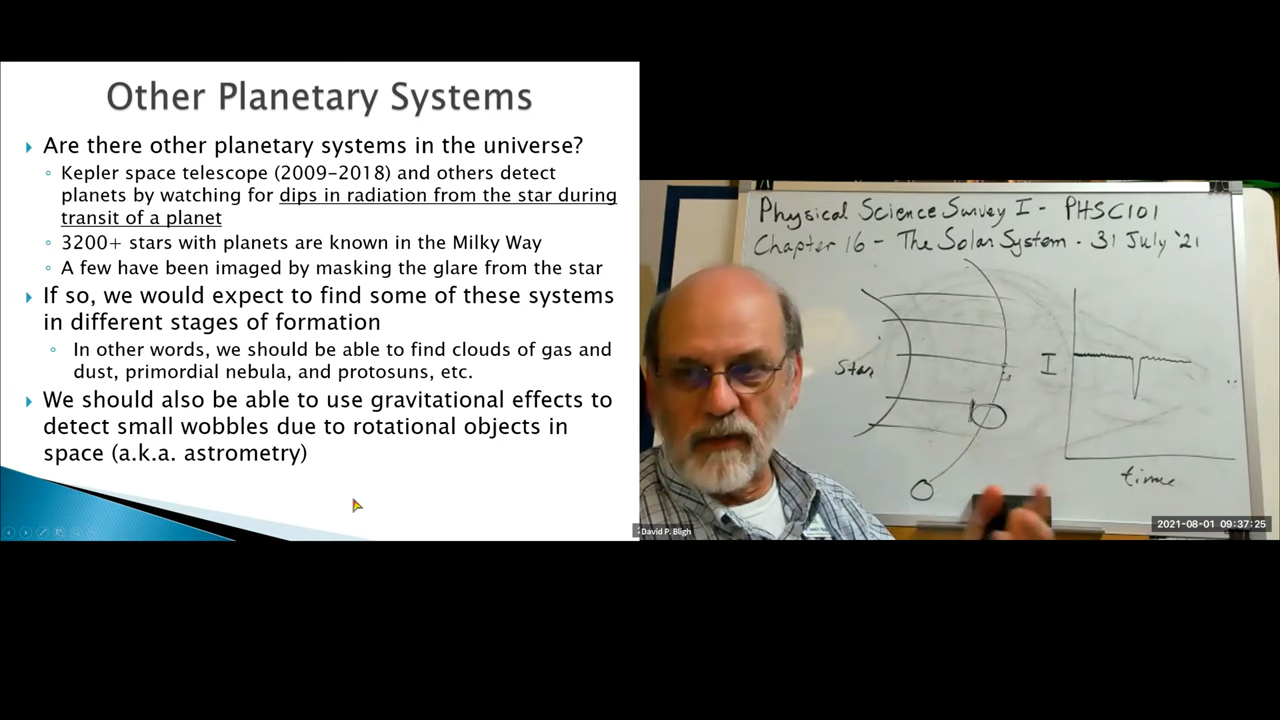 Other Planetary Systems
Are there other planetary systems in the universe?
Kepler space telescope (2009-2018) and others detect
planets by watching for dips in radiation from the star during
transit of a planet
3200+ stars with planets are known in the Milky Way
A few have been imaged by masking the glare from the star
If so, we would expect to find some of these systems
in different stages of formation
In other words, we should be able to find clouds of gas and
dust, primordial nebula, and protosuns, etc.
We should also be able to use gravitational effects to
detect small wobbles due to rotational objects in
space (a.k.a. astrometry)
Physical Science Survey I - PHSC101
Chapter 16 - The Solar System - 31 July '21
Star
I
time
David P. Bligh
2021-08-01 09:37:25